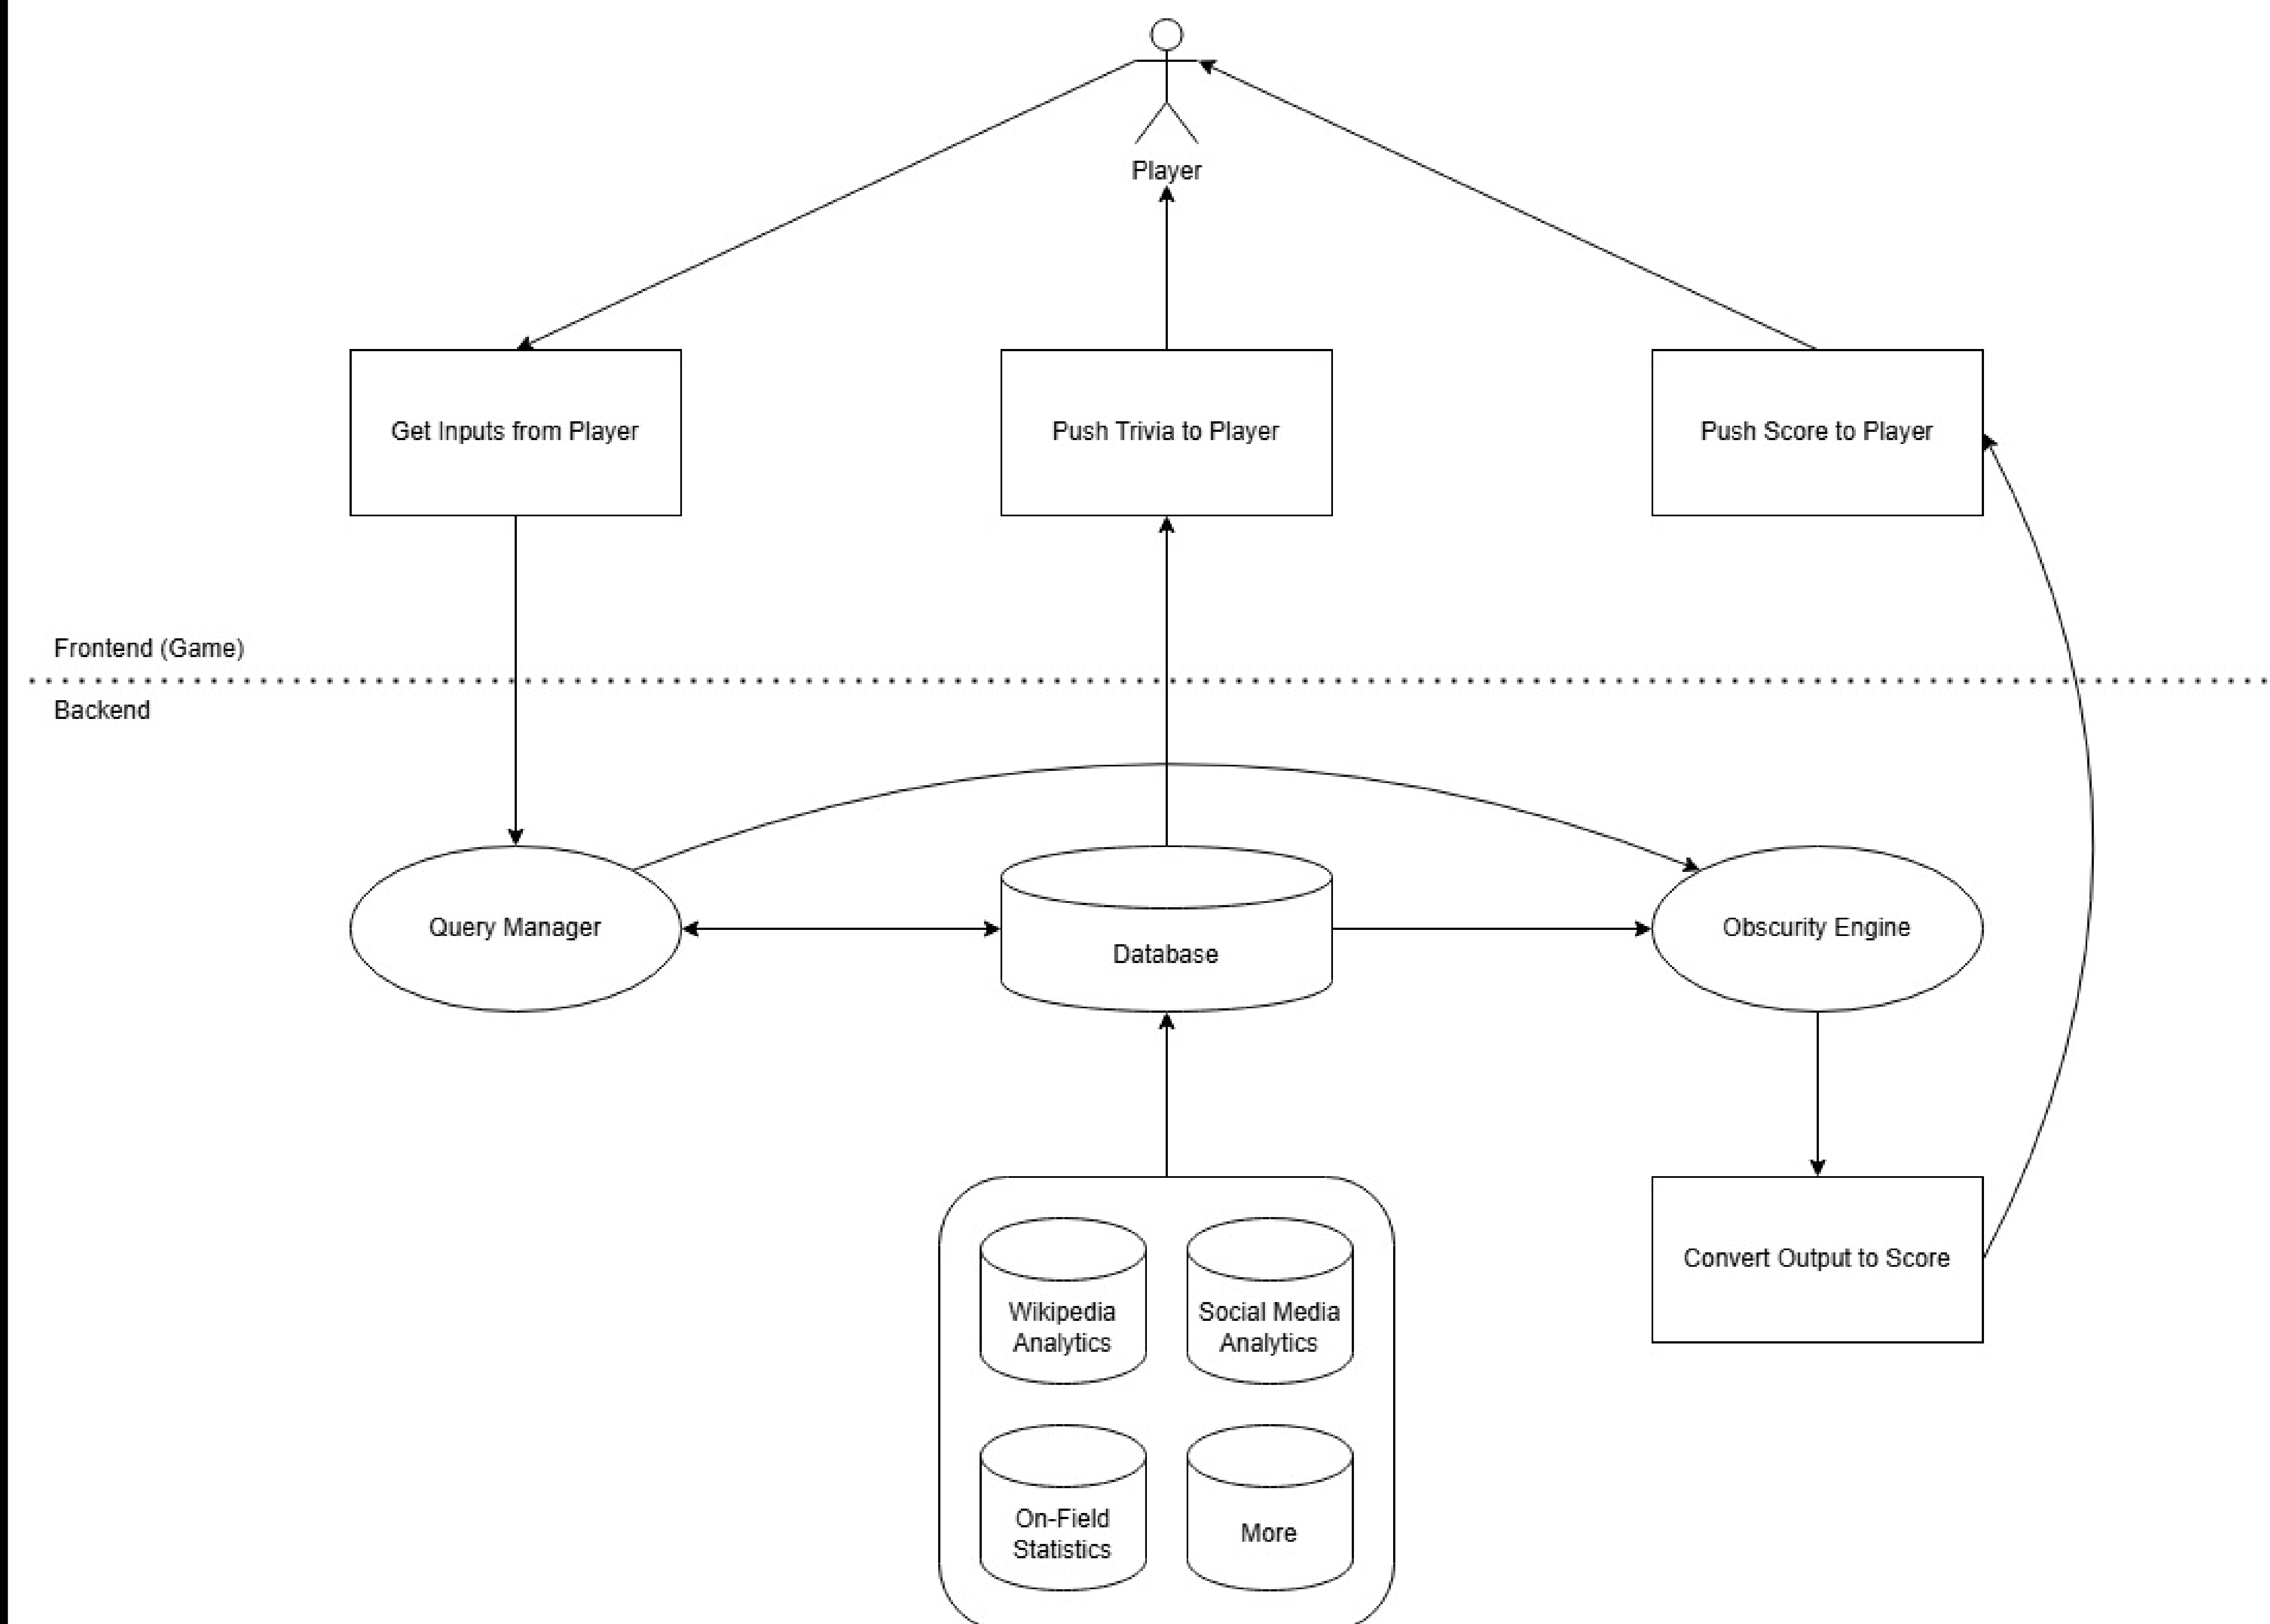 Player
Get Inputs from Player
Push Trivia to Player
Push Score to Player
Frontend (Game)
Backend
Query Manager
Database
Obscurity Engine
Convert Output to Score
Wikipedia
Analytics
Social Media
Analytics
On-Field
Statistics
More